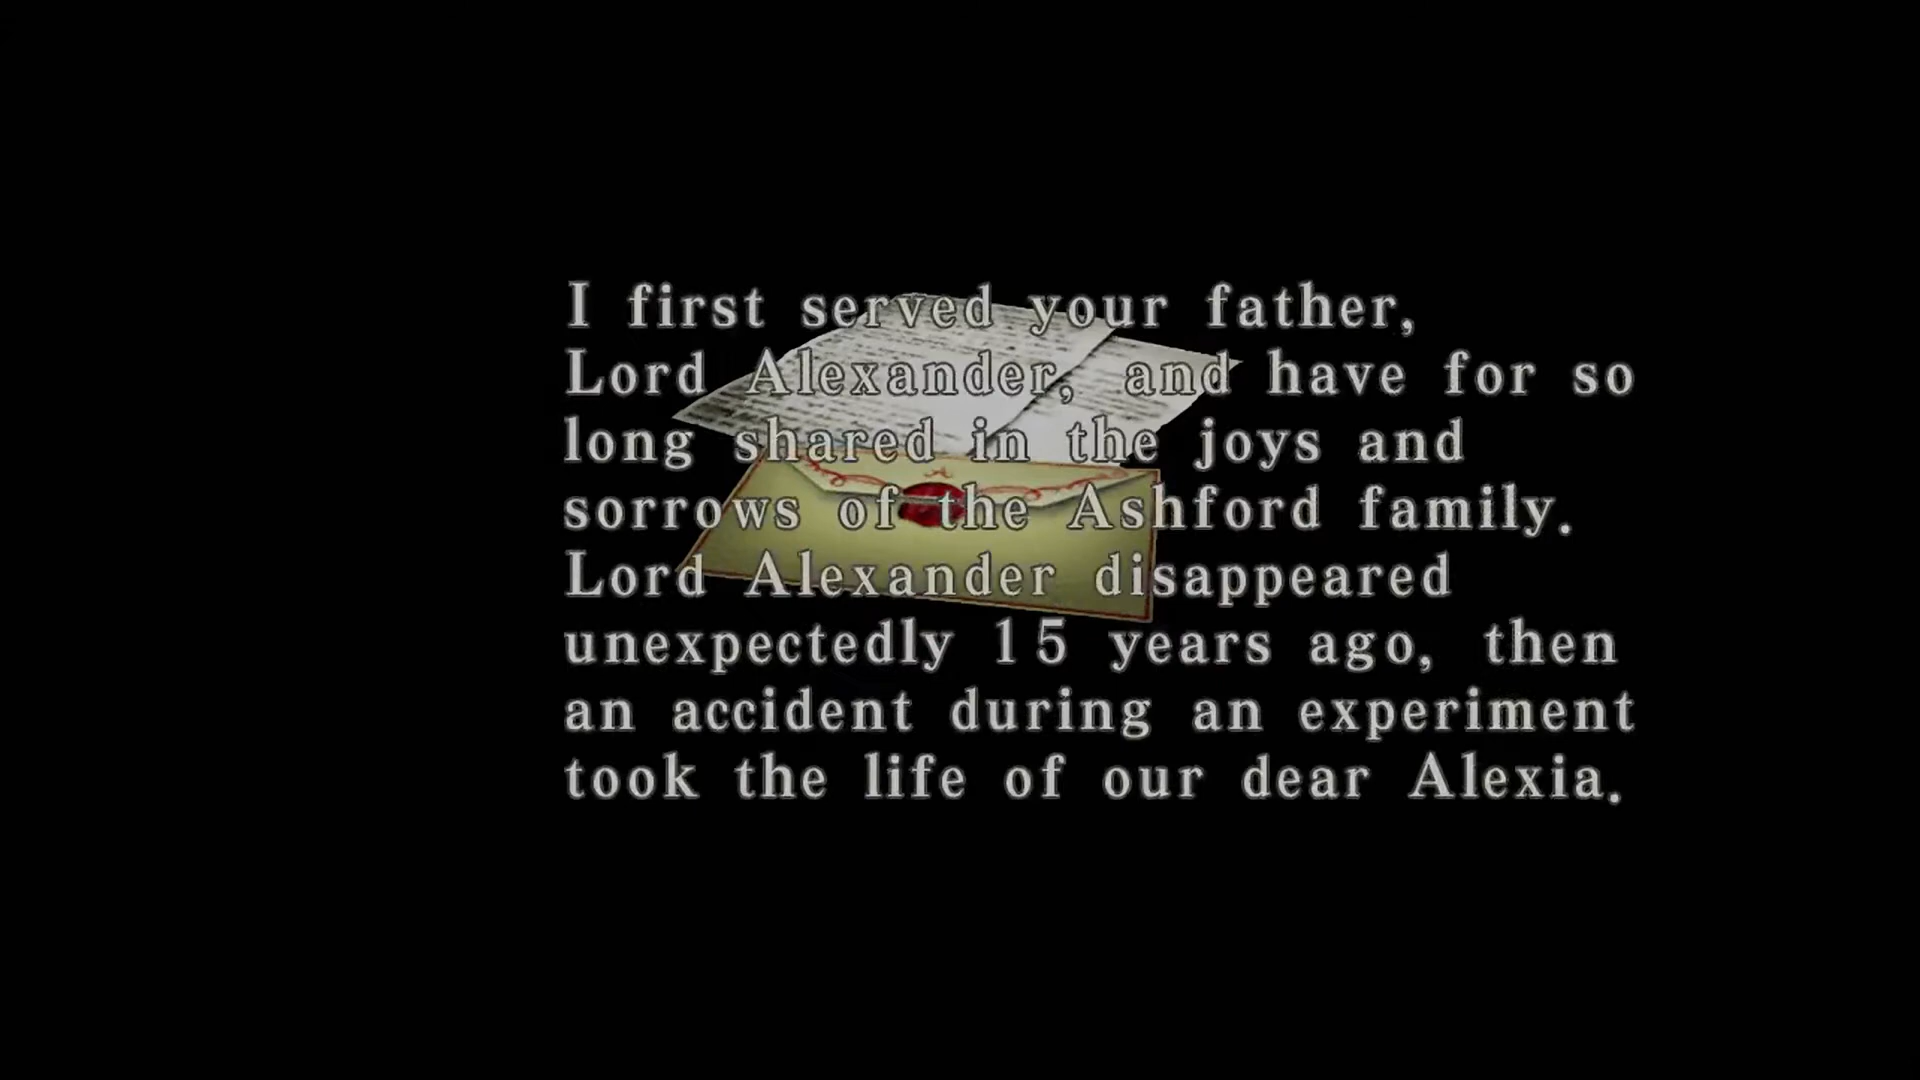 I first served your father,
Lord Alexander, and have for so
long shared in the joys and
sorrows of the Ashford family.
Lord Alexander disappeared
unexpectedly 15 years ago, then
an accident during an experiment
took the life of our dear Alexia.